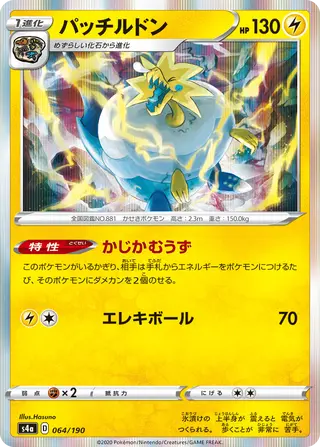 1進化
パッチルドン
HP 130
めずらしい化石から進化
全国図鑑NO.881 かせきポケモン 高さ:2.3m 重さ:150.0kg
特性 とくせい かじかむうず
このポケモンがいるかぎり、相手は手札からエネルギーをポケモンにつけるた
び、そのポケモンにダメカンを2個のせる。
エレキボール 70
弱点 ×2 抵抗力 にげる
Illus.Hasuno
s4a D 064/190
氷づけの 上半身が 震えると 電気が
つくられる。 歩くことが 非常に 苦手。
©2020 Pokémon/Nintendo/Creatures/GAME FREAK.